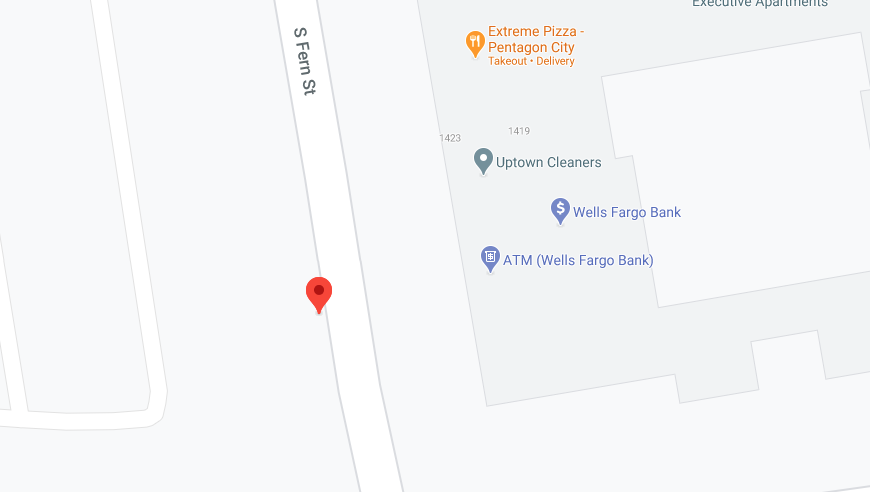 Executive Apartments
S Fern St
Extreme Pizza -
Pentagon City
Takeout • Delivery
1423
1419
Uptown Cleaners
Wells Fargo Bank
ATM (Wells Fargo Bank)